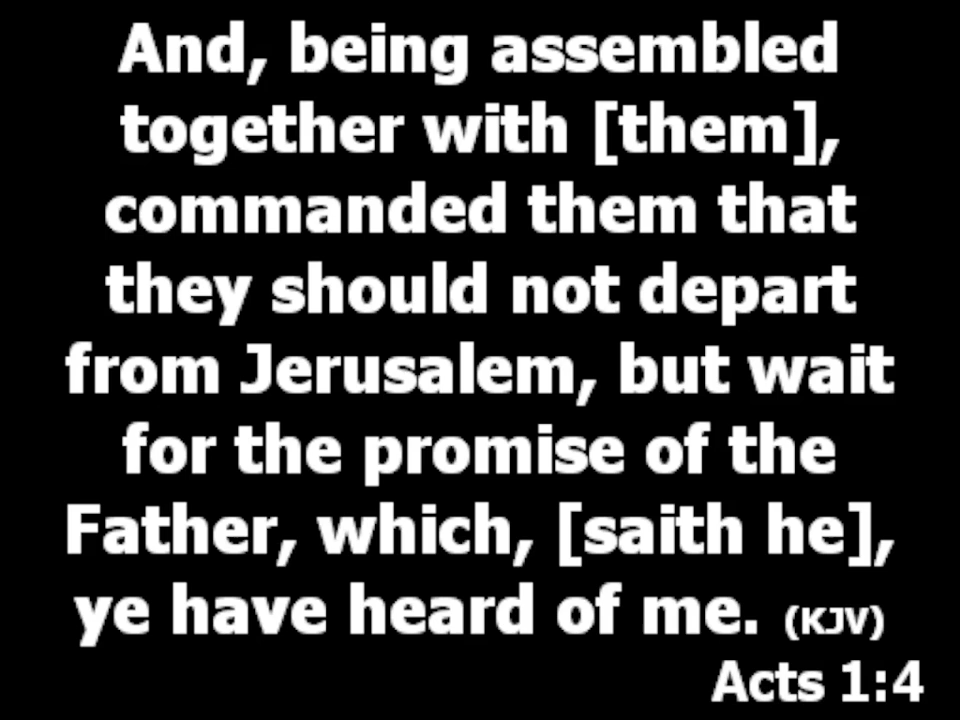 And, being assembled
together with [them],
commanded them that
they should not depart
from Jerusalem, but wait
for the promise of the
Father, which, [saith he],
ye have heard of me. (KJV)
Acts 1:4